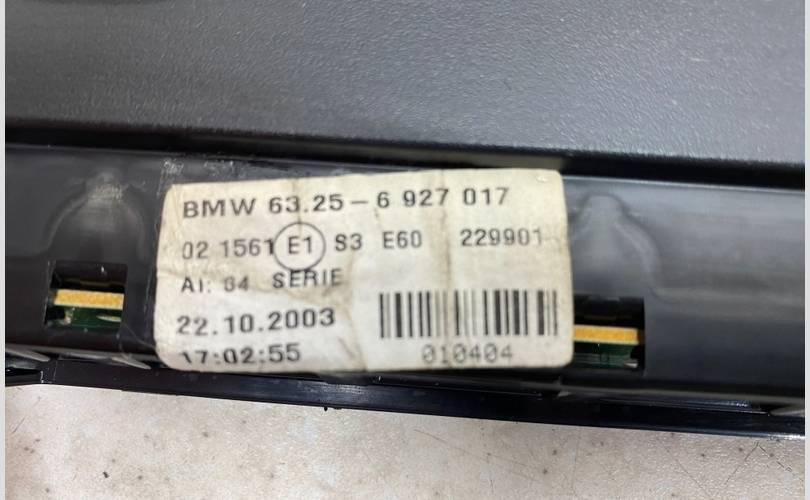 BMW 63.25-6 927 017
02 1561 E1 S3 E60 229901
AI: 04 SERIE
22.10.2003
17:02:55
010404